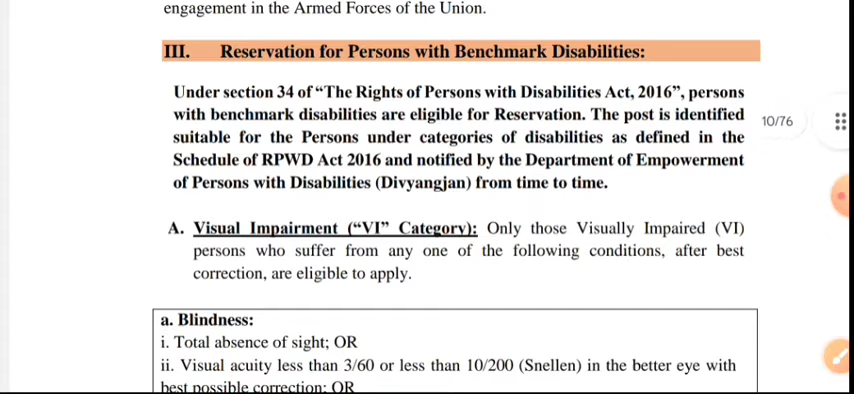 engagement in the Armed Forces of the Union.
III. Reservation for Persons with Benchmark Disabilities:
Under section 34 of “The Rights of Persons with Disabilities Act, 2016”, persons
with benchmark disabilities are eligible for Reservation. The post is identified
suitable for the Persons under categories of disabilities as defined in the
Schedule of RPWD Act 2016 and notified by the Department of Empowerment
of Persons with Disabilities (Divyangjan) from time to time.
10/76
A. Visual Impairment (“VI” Category): Only those Visually Impaired (VI)
persons who suffer from any one of the following conditions, after best
correction, are eligible to apply.
a. Blindness:
i. Total absence of sight; OR
ii. Visual acuity less than 3/60 or less than 10/200 (Snellen) in the better eye with
best possible correction; OR